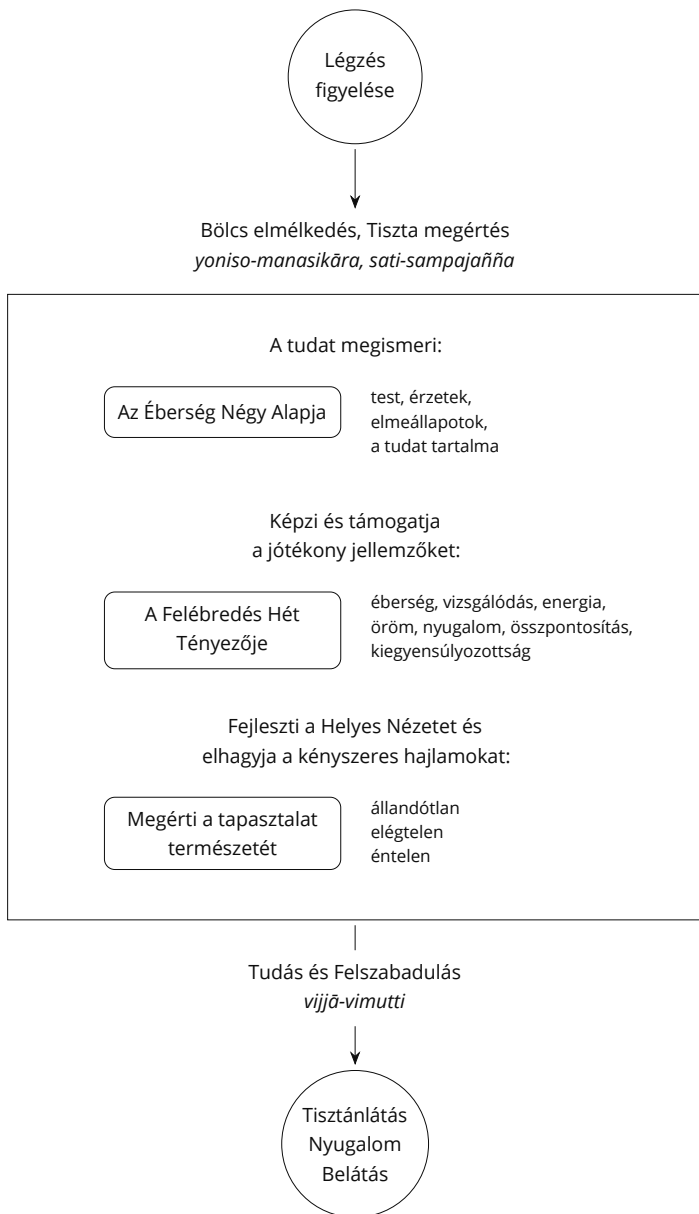 Légzés
figyelése
Bölcs elmélkedés, Tiszta megértés
yoniso-manasikāra, sati-sampajañña
A tudat megismeri:
Az Éberség Négy Alapja
test, érzetek,
elmeállapotok,
a tudat tartalma
Képzi és támogatja
a jótékony jellemzőket:
A Felébredés Hét
Tényezője
éberség, vizsgálódás, energia,
öröm, nyugalom, összpontosítás,
kiegyensúlyozottság
Fejleszti a Helyes Nézetet és
elhagyja a kényszeres hajlamokat:
Megérti a tapasztalat
természetét
állandótlan
elégtelen
éntelen
Tudás és Felszabadulás
vijjā-vimutti
Tisztánlátás
Nyugalom
Belátás